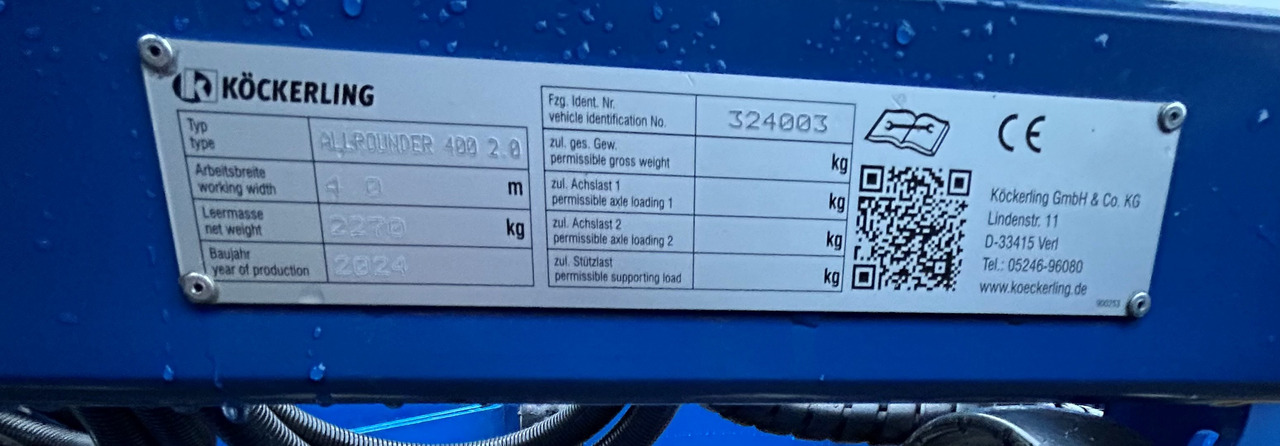 KÖCKERLING
Typ
type
ALLROUNDER 400 2.0
Arbeitsbreite
working width
4 0 m
Leermasse
net weight
2270 kg
Baujahr
year of production
2024
Fzg. Ident. Nr.
vehicle identification No.
324003
zul. ges. Gew.
permissible gross weight
kg
zul. Achslast 1
permissible axle loading 1
kg
zul. Achslast 2
permissible axle loading 2
kg
zul. Stützlast
permissible supporting load
kg
CE
Köckerling GmbH & Co. KG
Lindenstr. 11
D-33415 Verl
Tel.: 05246-96080
www.koeckerling.de